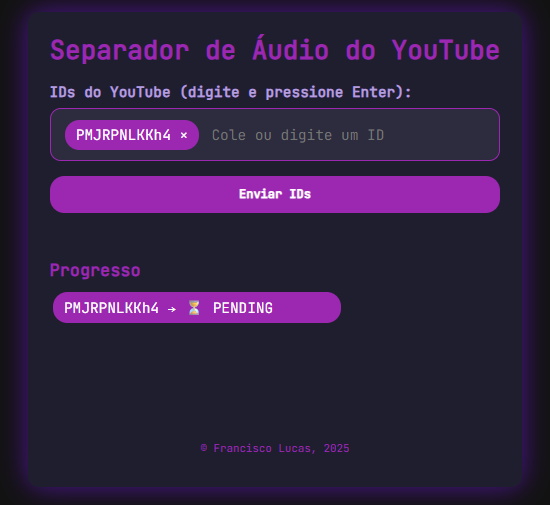 Separador de Áudio do YouTube
IDs do YouTube (digite e pressione Enter):
PMJRPNLKKh4 × Cole ou digite um ID
Enviar IDs
Progresso
PMJRPNLKKh4 → ⏳ PENDING
© Francisco Lucas, 2025